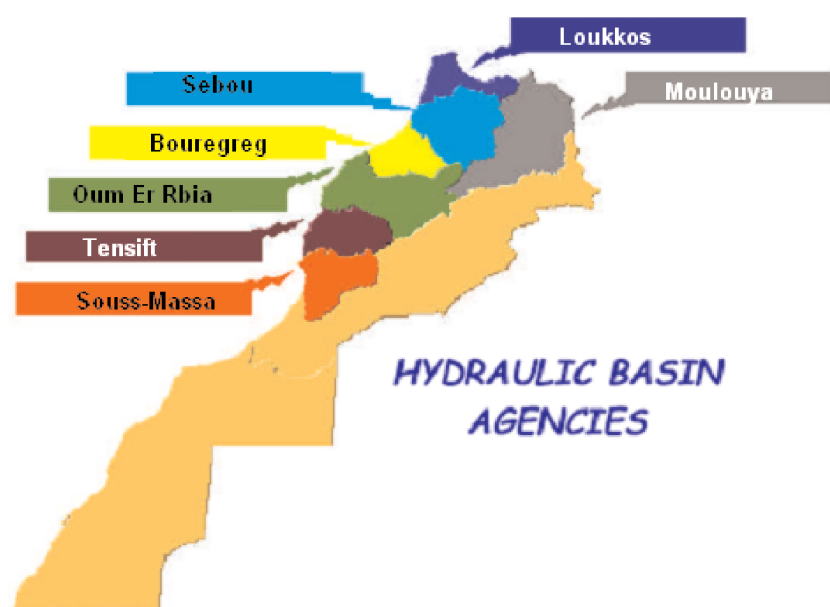 Loukkos
Sebou
Moulouya
Bouregreg
Oum Er Rbia
Tensift
Souss-Massa
HYDRAULIC BASIN
AGENCIES